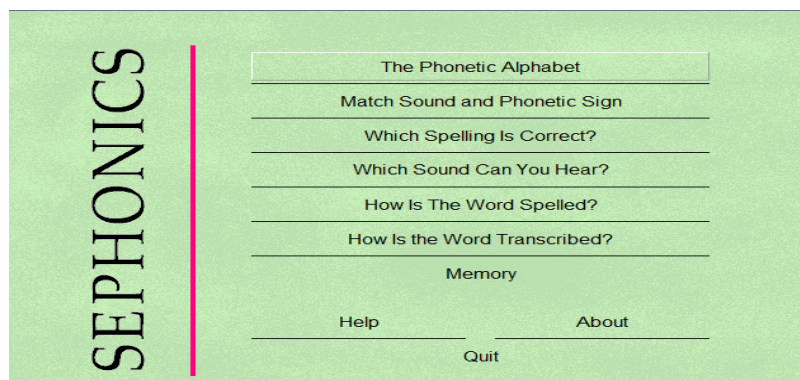 SEPHONICS
The Phonetic Alphabet
Match Sound and Phonetic Sign
Which Spelling Is Correct?
Which Sound Can You Hear?
How Is The Word Spelled?
How Is the Word Transcribed?
Memory
Help About
Quit